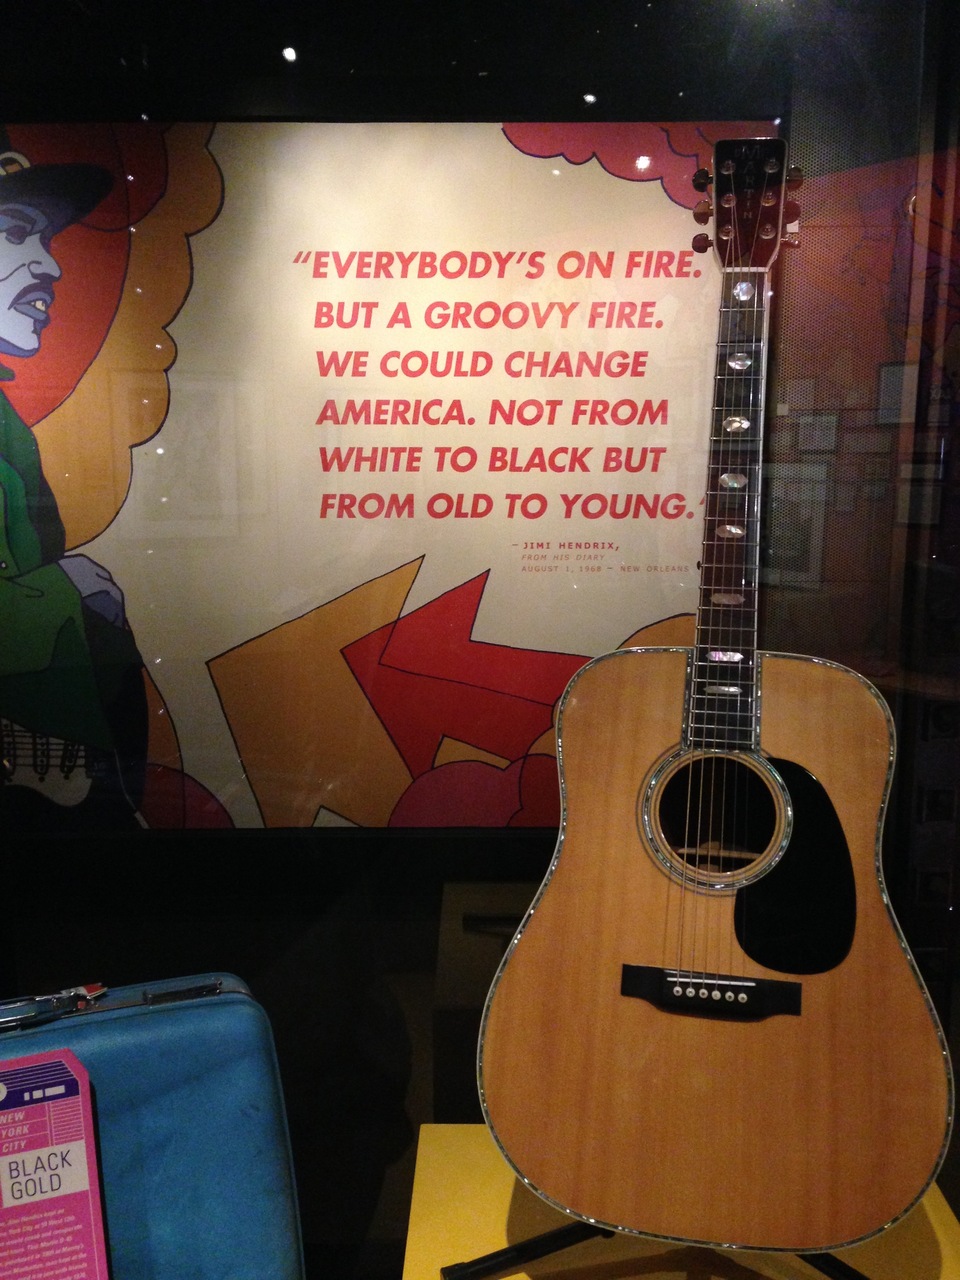 MARTIN
“EVERYBODY’S ON FIRE.
BUT A GROOVY FIRE.
WE COULD CHANGE
AMERICA. NOT FROM
WHITE TO BLACK BUT
FROM OLD TO YOUNG.”
– JIMI HENDRIX,
FROM HIS DIARY
AUGUST 1, 1968 – NEW ORLEANS
NEW
YORK
CITY
BLACK
GOLD